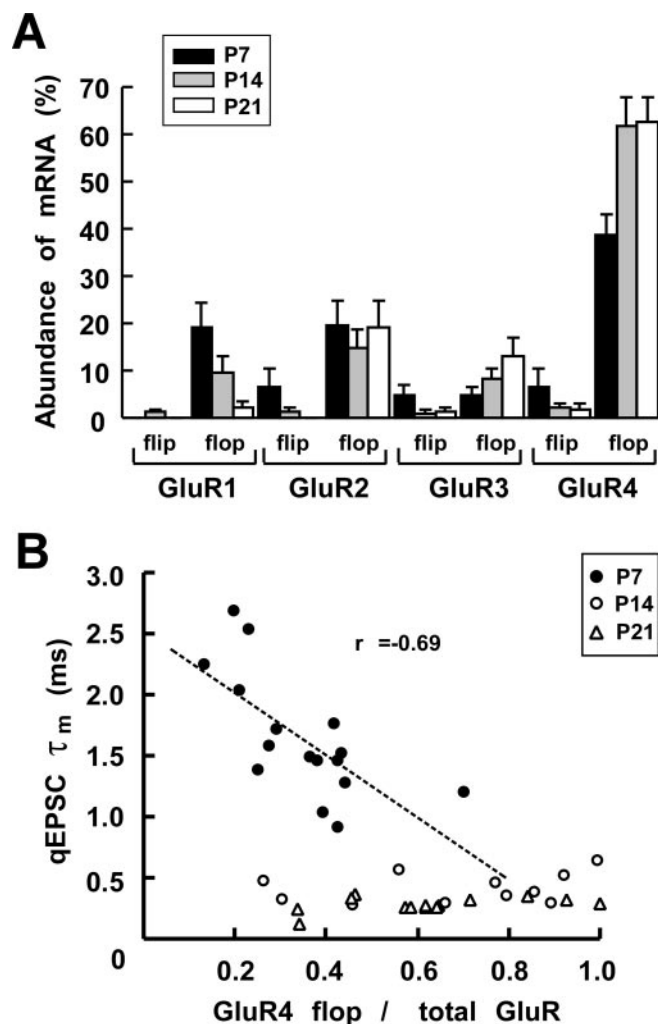 A
P7
P14
P21
Abundance of mRNA (%)
70
60
50
40
30
20
10
0
flip flop flip flop flip flop flip flop
GluR1 GluR2 GluR3 GluR4
B
P7
P14
P21
r =-0.69
qEPSC τm (ms)
3.0
2.5
2.0
1.5
1.0
0.5
0
0.2 0.4 0.6 0.8 1.0
GluR4 flop / total GluR